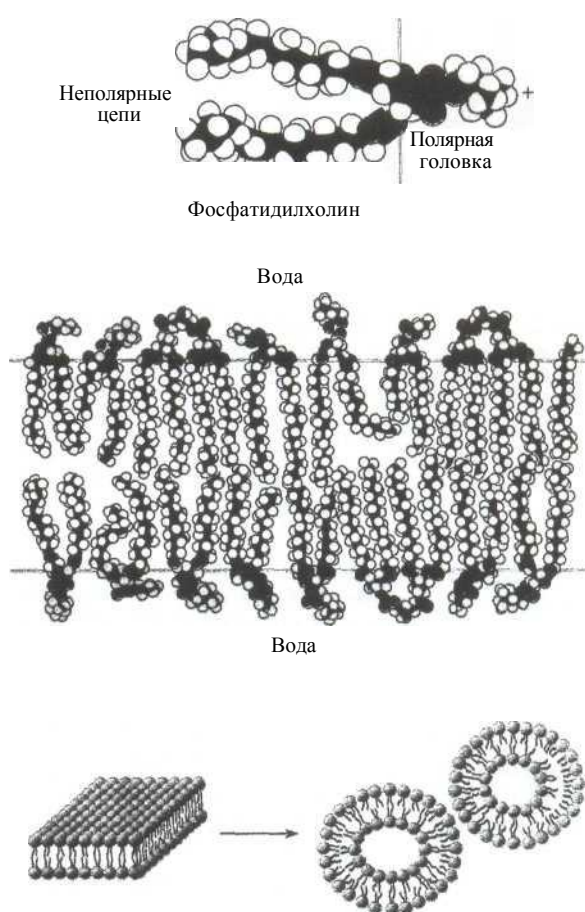 Неполярные
цепи
+
Полярная
головка
Фосфатидилхолин
Вода
Вода